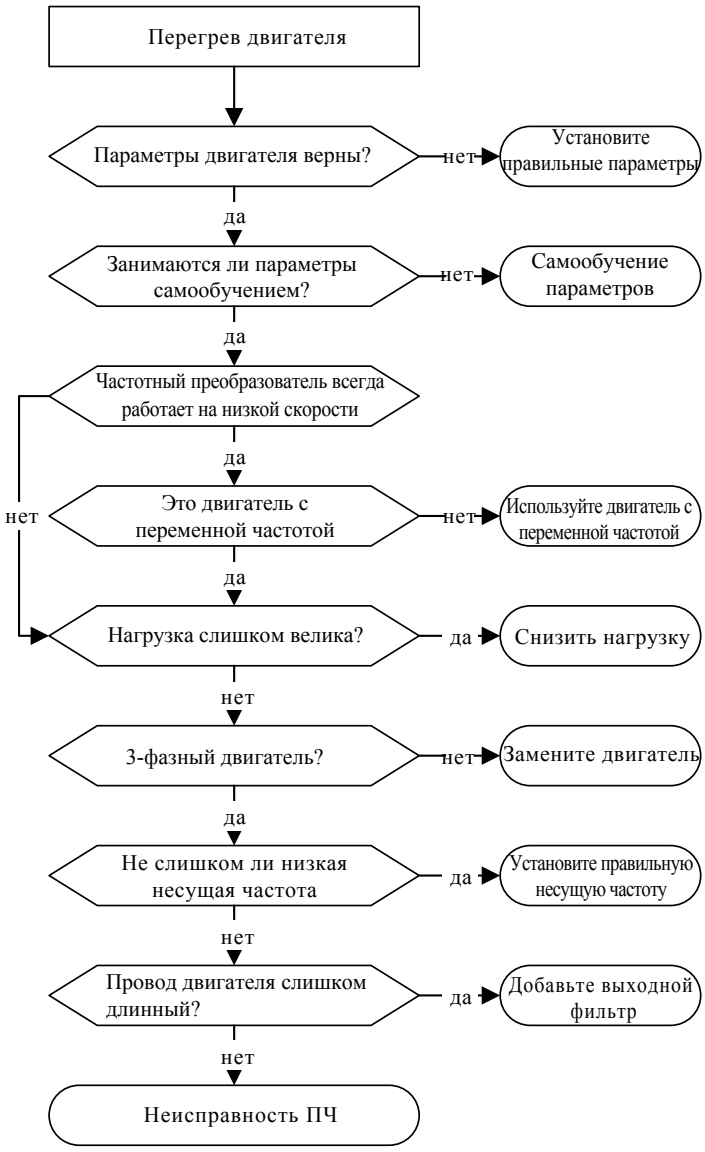 Перегрев двигателя
Параметры двигателя верны?
нет
Установите
правильные параметры
да
Занимаются ли параметры
самообучением?
нет
Самообучение
параметров
да
Частотный преобразователь всегда
работает на низкой скорости
да
нет
Это двигатель с
переменной частотой
нет
Используйте двигатель с
переменной частотой
да
Нагрузка слишком велика?
да
Снизить нагрузку
нет
3-фазный двигатель?
нет
Замените двигатель
да
Не слишком ли низкая
несущая частота
да
Установите правильную
несущую частоту
нет
Провод двигателя слишком
длинный?
да
Добавьте выходной
фильтр
нет
Неисправность ПЧ